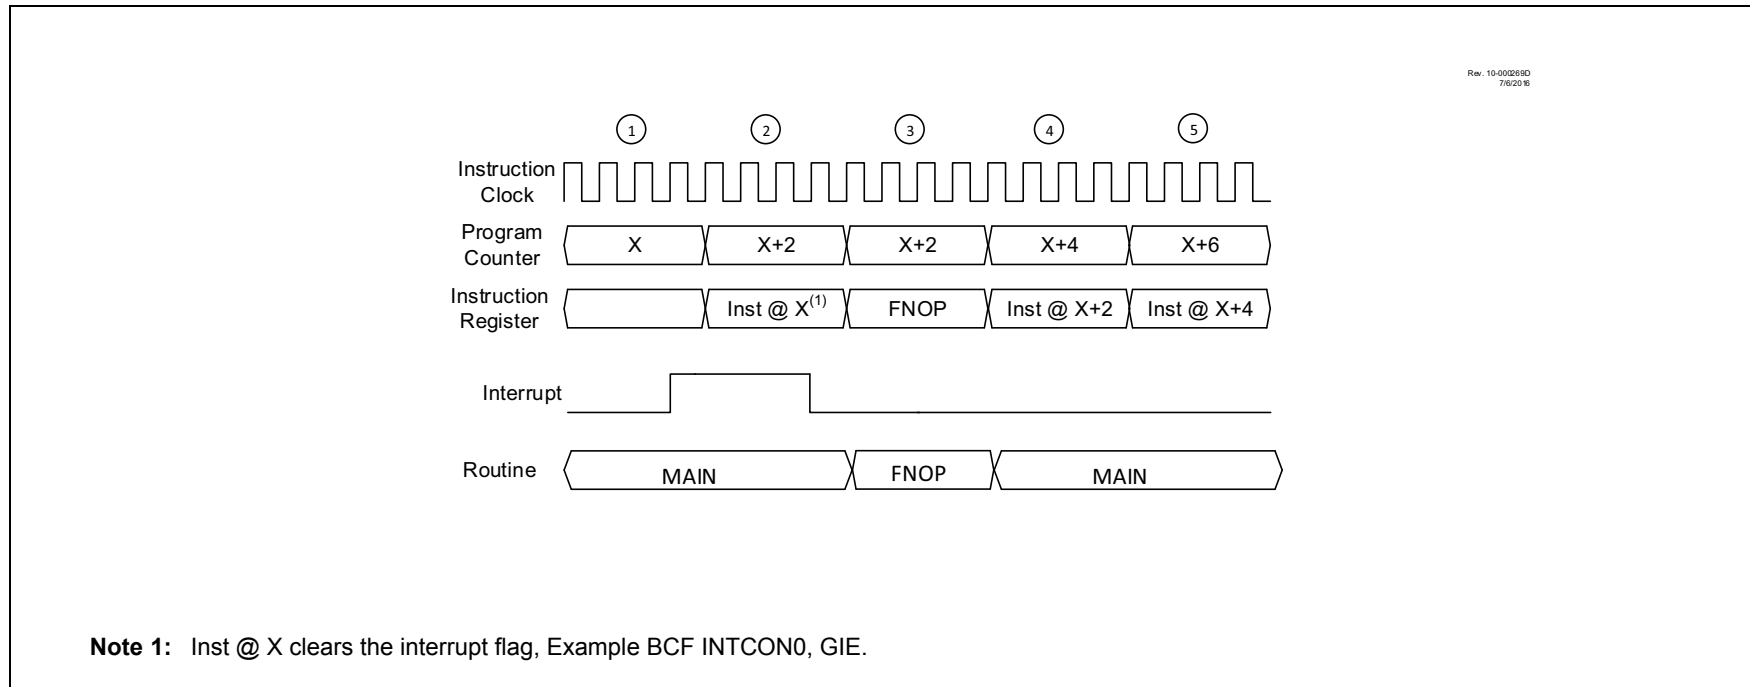 Rev. 10-000269D
7/6/2016
1 2 3 4 5
Instruction
Clock
Program
Counter
X X+2 X+2 X+4 X+6
Instruction
Register
Inst @ X(1) FNOP Inst @ X+2 Inst @ X+4
Interrupt
Routine
MAIN FNOP MAIN
Note 1: Inst @ X clears the interrupt flag, Example BCF INTCON0, GIE.